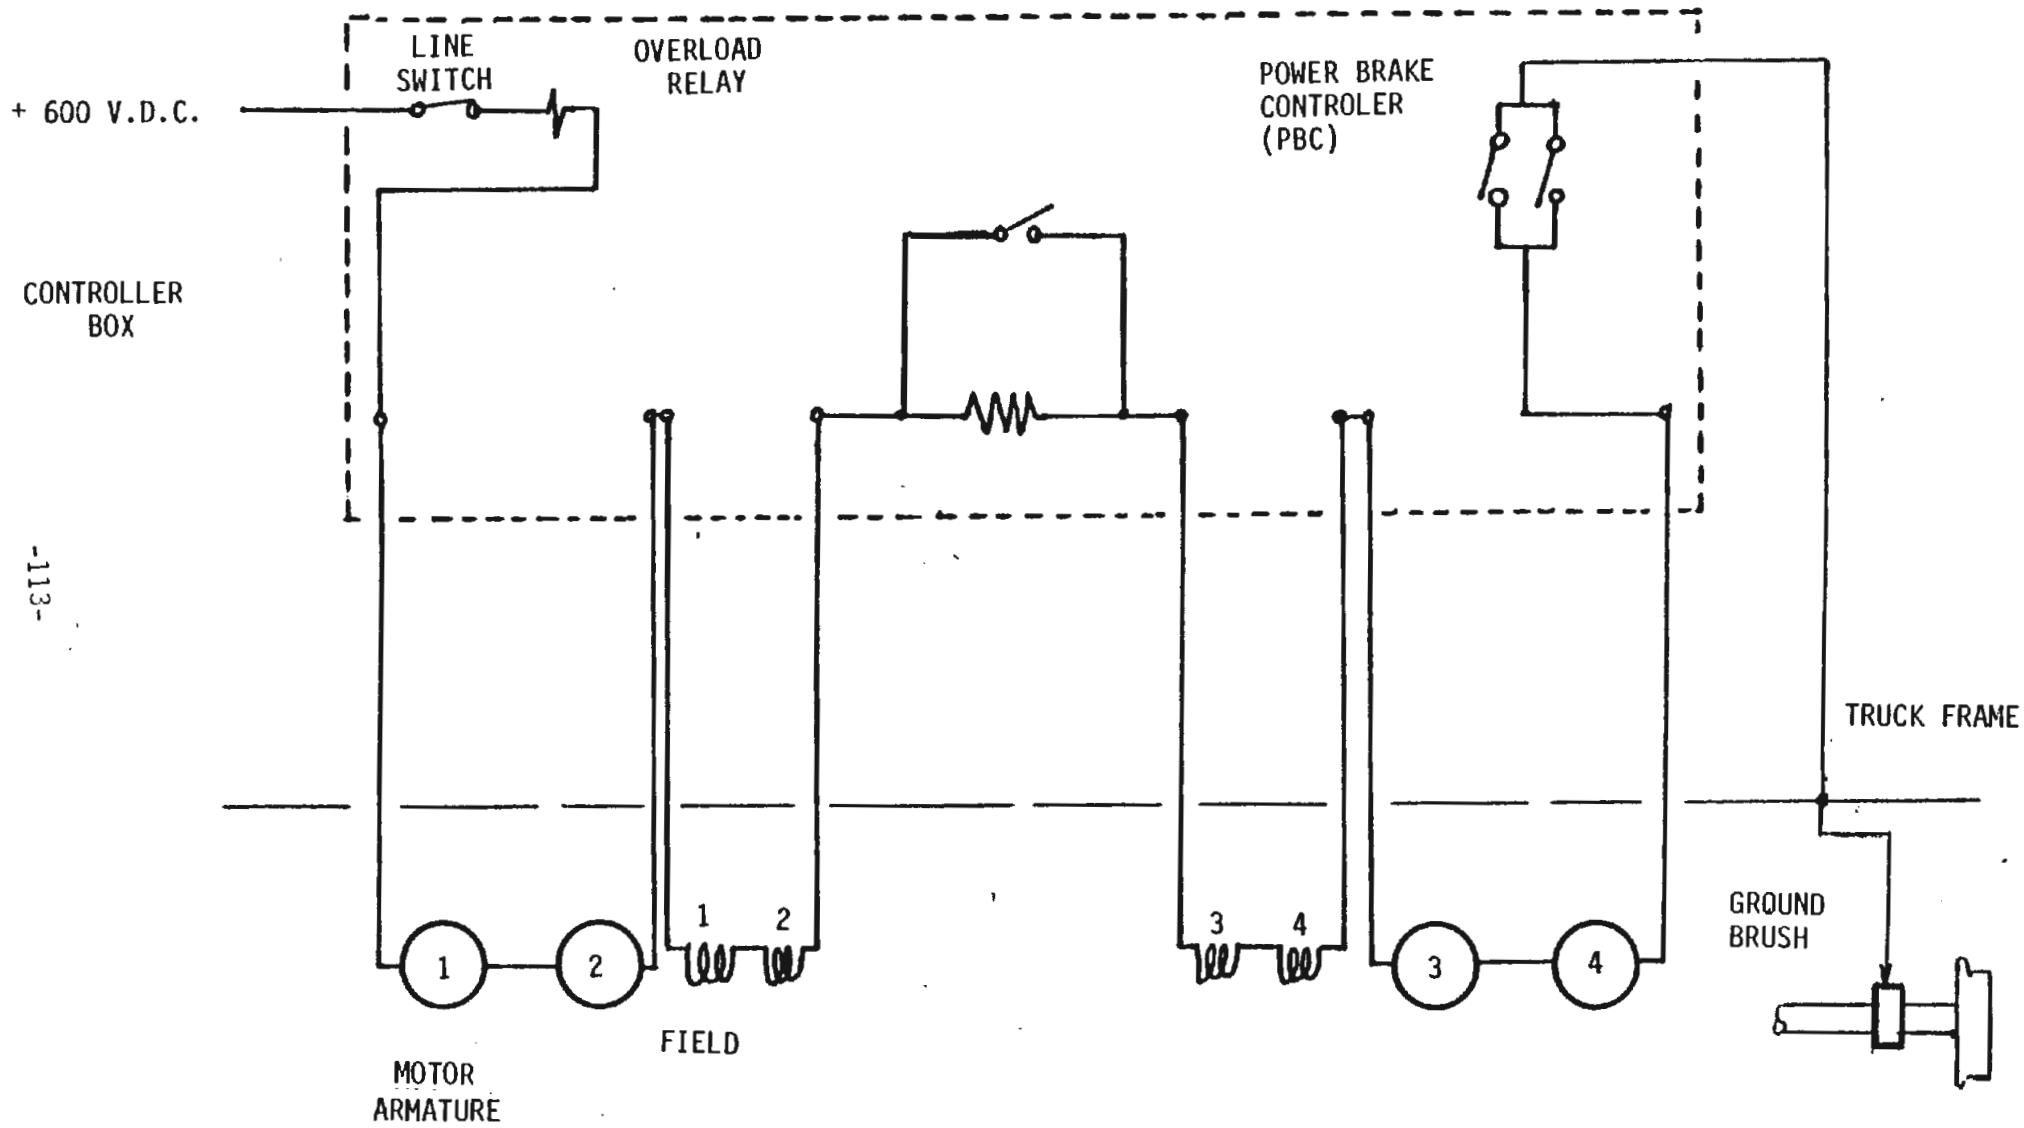 LINE
SWITCH
OVERLOAD
RELAY
POWER BRAKE
CONTROLER
(PBC)
+ 600 V.D.C.
CONTROLLER
BOX
-113-
TRUCK FRAME
GROUND
BRUSH
1
2
3
4
1
2
3
4
FIELD
MOTOR
ARMATURE